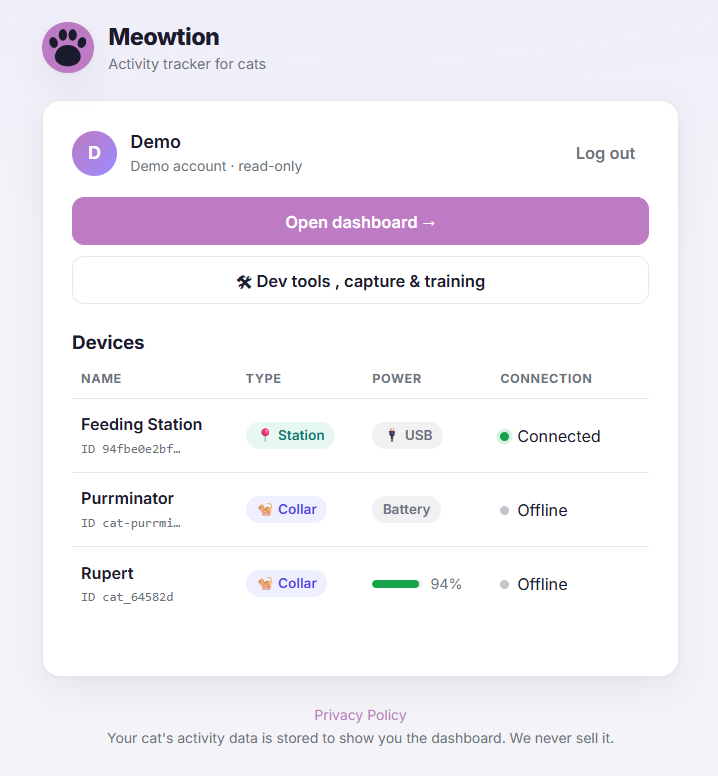 Meowtion
Activity tracker for cats
D
Demo
Demo account · read-only
Log out
Open dashboard →
🛠 Dev tools , capture & training
Devices
NAME TYPE POWER CONNECTION
Feeding Station
ID 94fbe0e2bf…
📍 Station
🔌 USB
Connected
Purrminator
ID cat-purrmi…
🐈 Collar
Battery
Offline
Rupert
ID cat_64582d
🐈 Collar
94%
Offline
Privacy Policy
Your cat's activity data is stored to show you the dashboard. We never sell it.